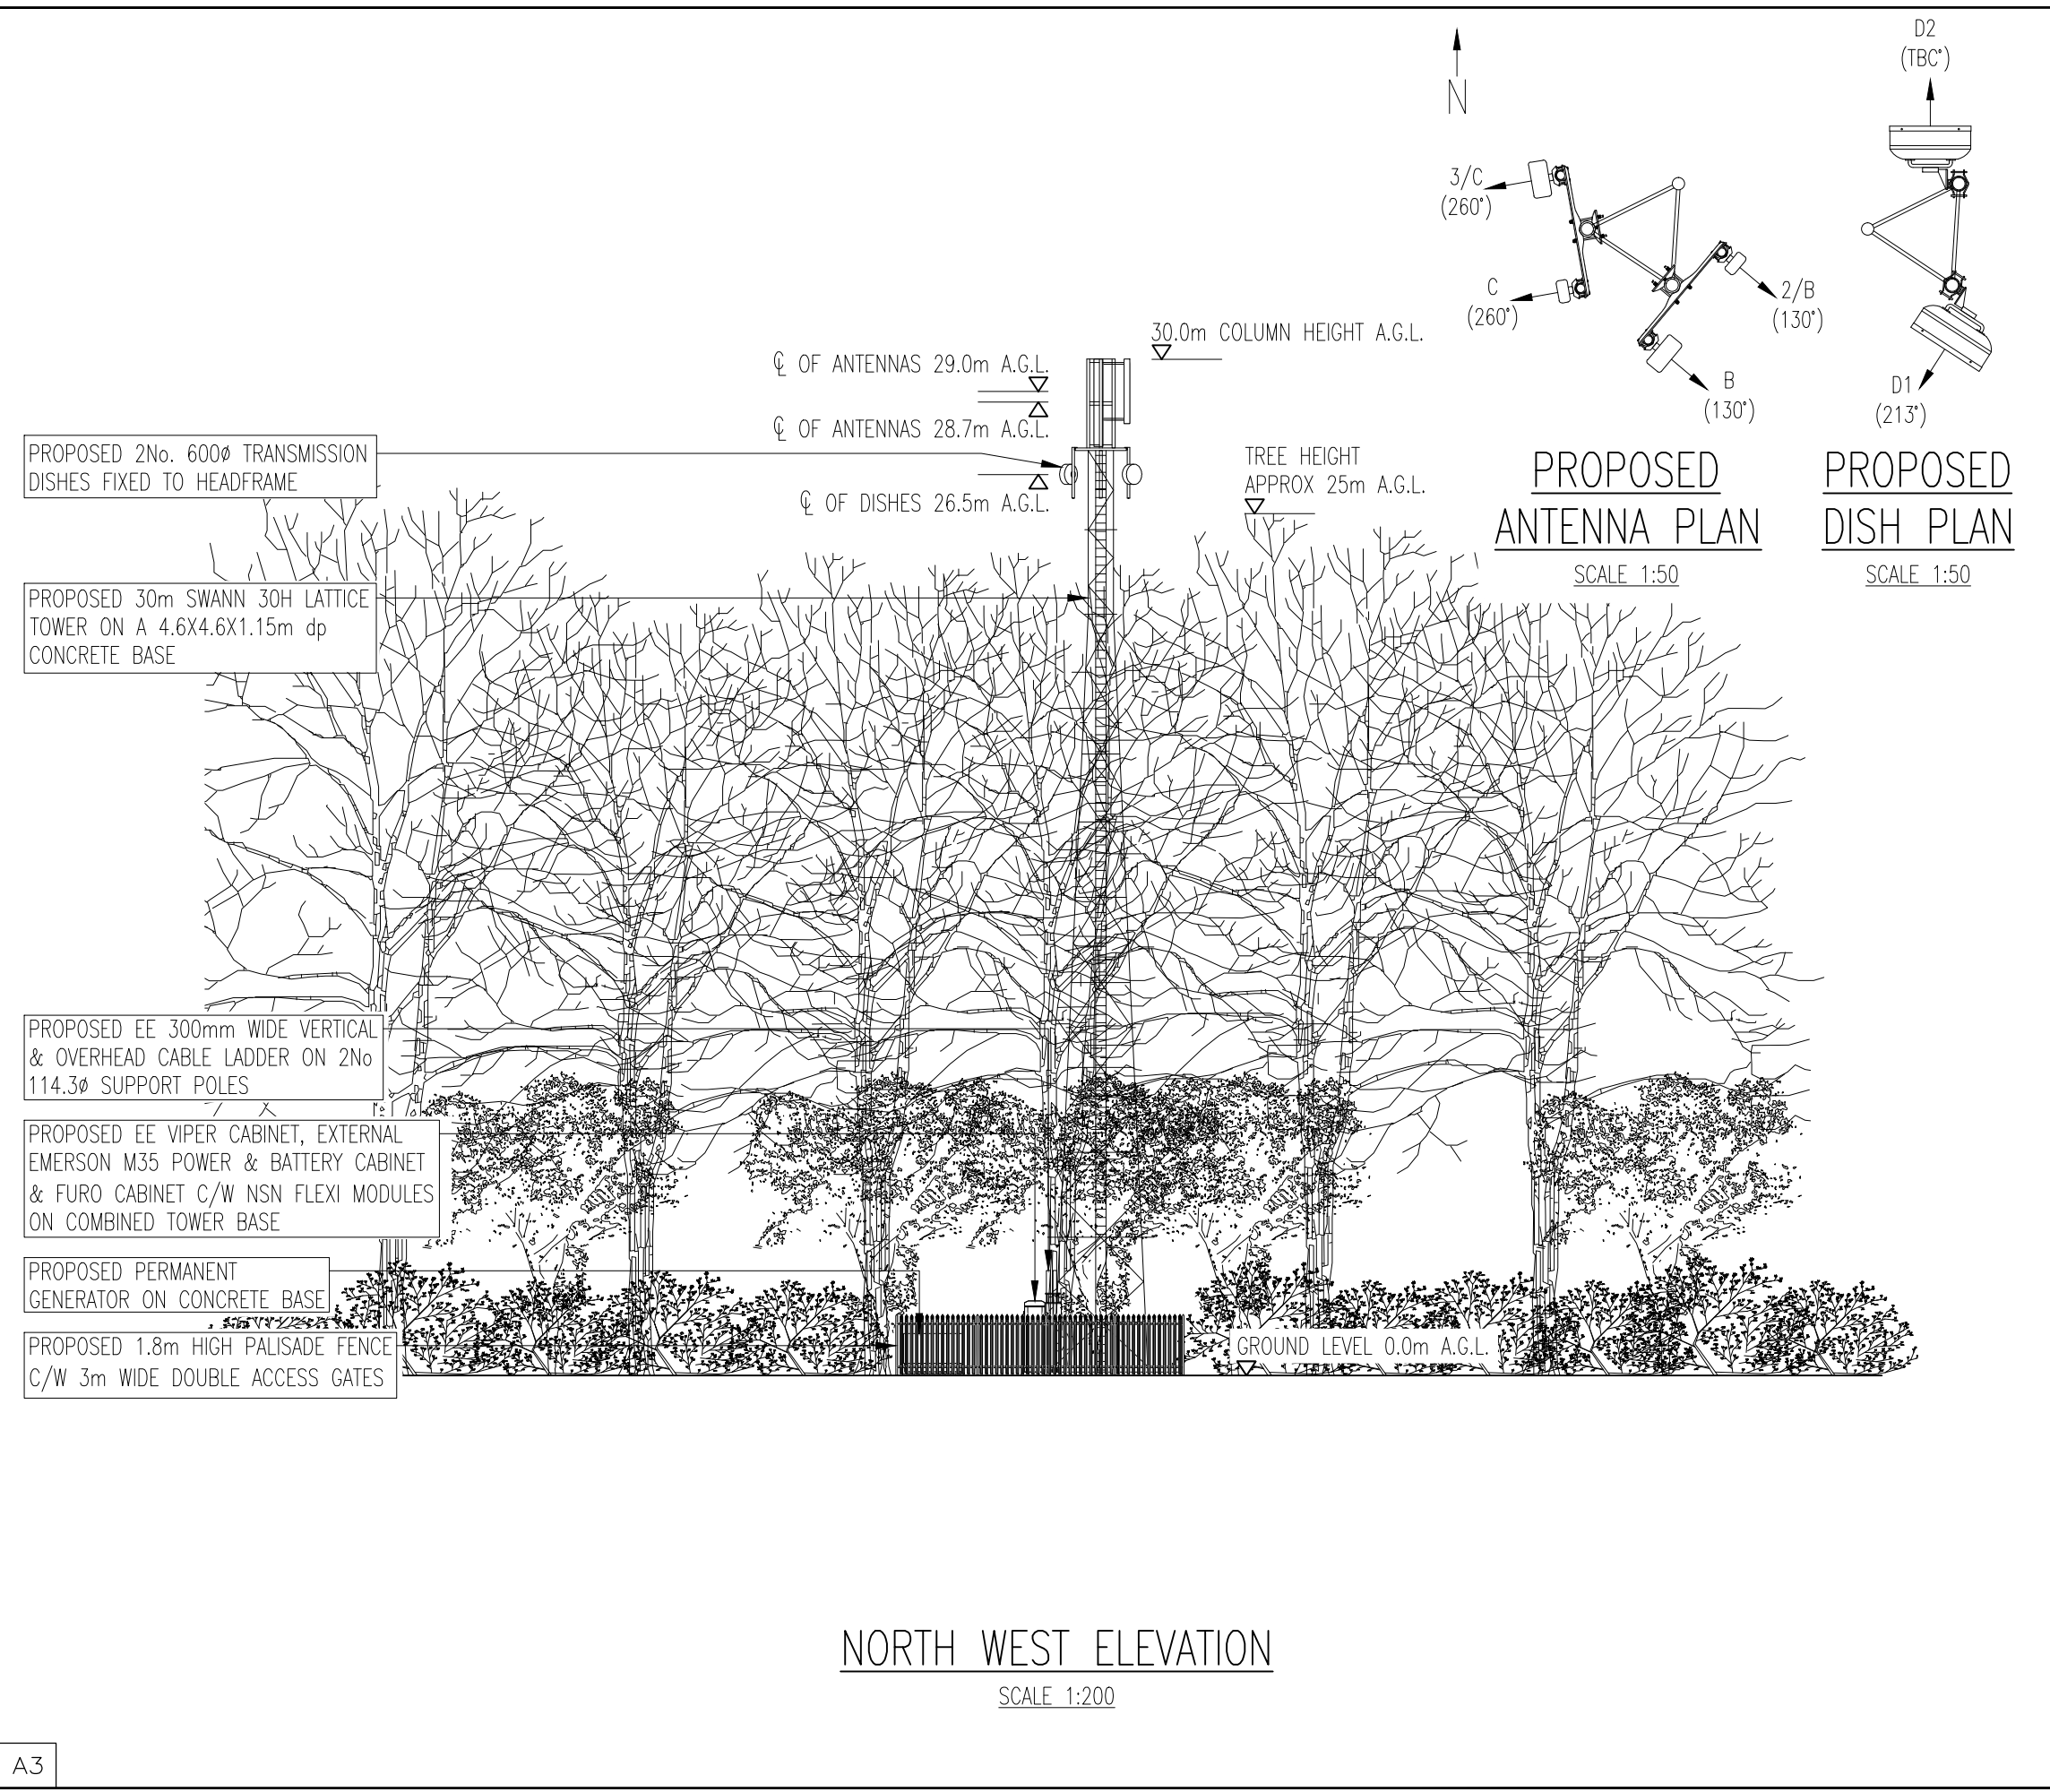 D2
(TBC°)
N
3/C
(260°)
C
(260°)
2/B
(130°)
B
(130°)
D1
(213°)
30.0m COLUMN HEIGHT A.G.L.
℄ OF ANTENNAS 29.0m A.G.L.
℄ OF ANTENNAS 28.7m A.G.L.
℄ OF DISHES 26.5m A.G.L.
TREE HEIGHT
APPROX 25m A.G.L.
PROPOSED
ANTENNA PLAN
SCALE 1:50
PROPOSED
DISH PLAN
SCALE 1:50
PROPOSED 2No. 600ø TRANSMISSION
DISHES FIXED TO HEADFRAME
PROPOSED 30m SWANN 30H LATTICE
TOWER ON A 4.6X4.6X1.15m dp
CONCRETE BASE
PROPOSED EE 300mm WIDE VERTICAL
& OVERHEAD CABLE LADDER ON 2No
114.3ø SUPPORT POLES
PROPOSED EE VIPER CABINET, EXTERNAL
EMERSON M35 POWER & BATTERY CABINET
& FURO CABINET C/W NSN FLEXI MODULES
ON COMBINED TOWER BASE
PROPOSED PERMANENT
GENERATOR ON CONCRETE BASE
PROPOSED 1.8m HIGH PALISADE FENCE
C/W 3m WIDE DOUBLE ACCESS GATES
GROUND LEVEL 0.0m A.G.L.
NORTH WEST ELEVATION
SCALE 1:200
A3